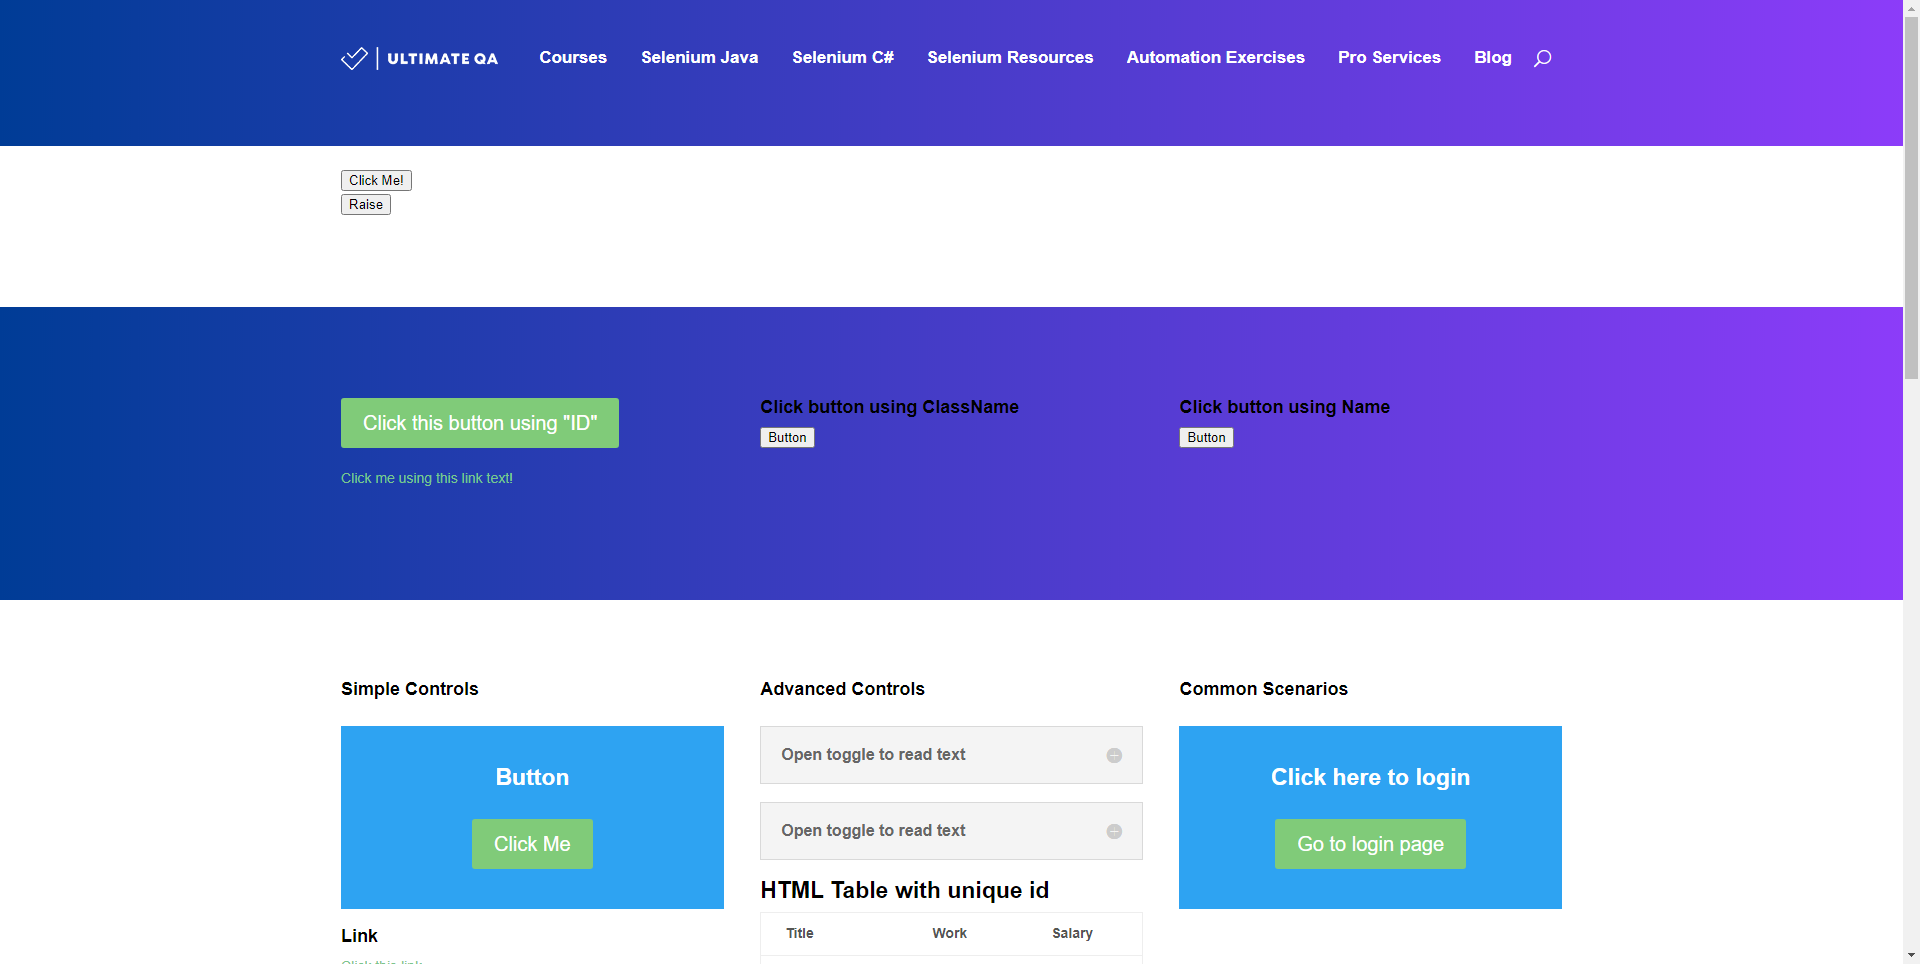 ULTIMATE QA Courses Selenium Java Selenium C# Selenium Resources Automation Exercises Pro Services Blog
Click Me!
Raise
Click this button using "ID"
Click me using this link text!
Click button using ClassName
Button
Click button using Name
Button
Simple Controls
Button
Click Me
Link
Click this link
Advanced Controls
Open toggle to read text
Open toggle to read text
HTML Table with unique id
Title Work Salary
Common Scenarios
Click here to login
Go to login page